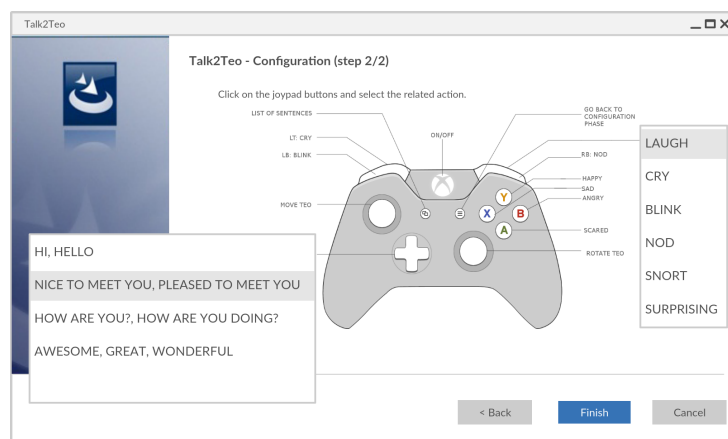 Talk2Teo
Talk2Teo - Configuration (step 2/2)
Click on the joypad buttons and select the related action.
LIST OF SENTENCES
GO BACK TO
CONFIGURATION
PHASE
LT: CRY
ON/OFF
LB: BLINK
RB: NOD
LAUGH
CRY
BLINK
NOD
SNORT
SURPRISING
HAPPY
SAD
ANGRY
MOVE TEO
Y
X
B
A
SCARED
ROTATE TEO
HI, HELLO
NICE TO MEET YOU, PLEASED TO MEET YOU
HOW ARE YOU?, HOW ARE YOU DOING?
AWESOME, GREAT, WONDERFUL
< Back
Finish
Cancel